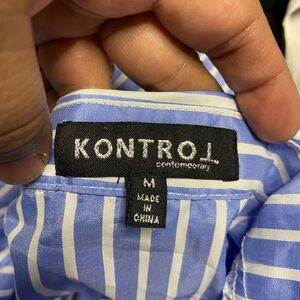 KONTROL
contemporary
M
MADE
IN
CHINA